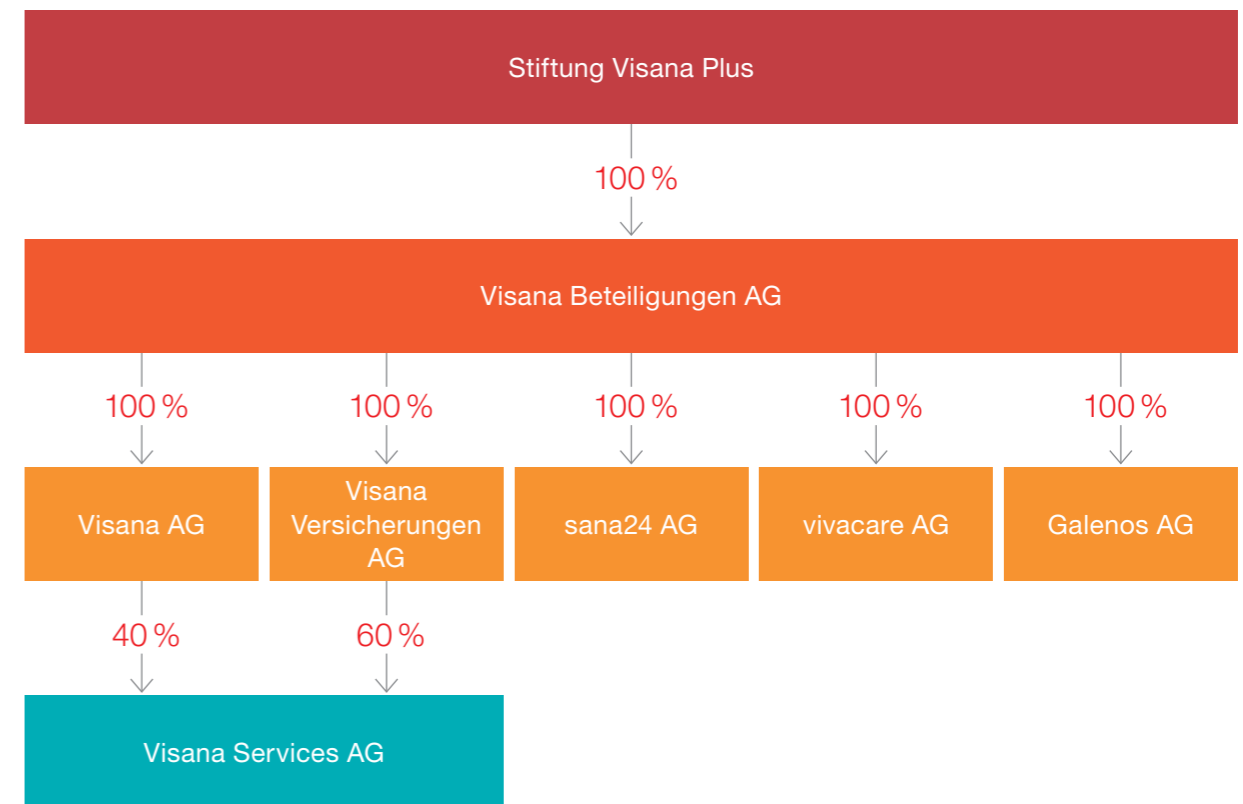 Stiftung Visana Plus
100 %
Visana Beteiligungen AG
100 %
100 %
100 %
100 %
100 %
Visana AG
Visana
Versicherungen
AG
sana24 AG
vivacare AG
Galenos AG
40 %
60 %
Visana Services AG